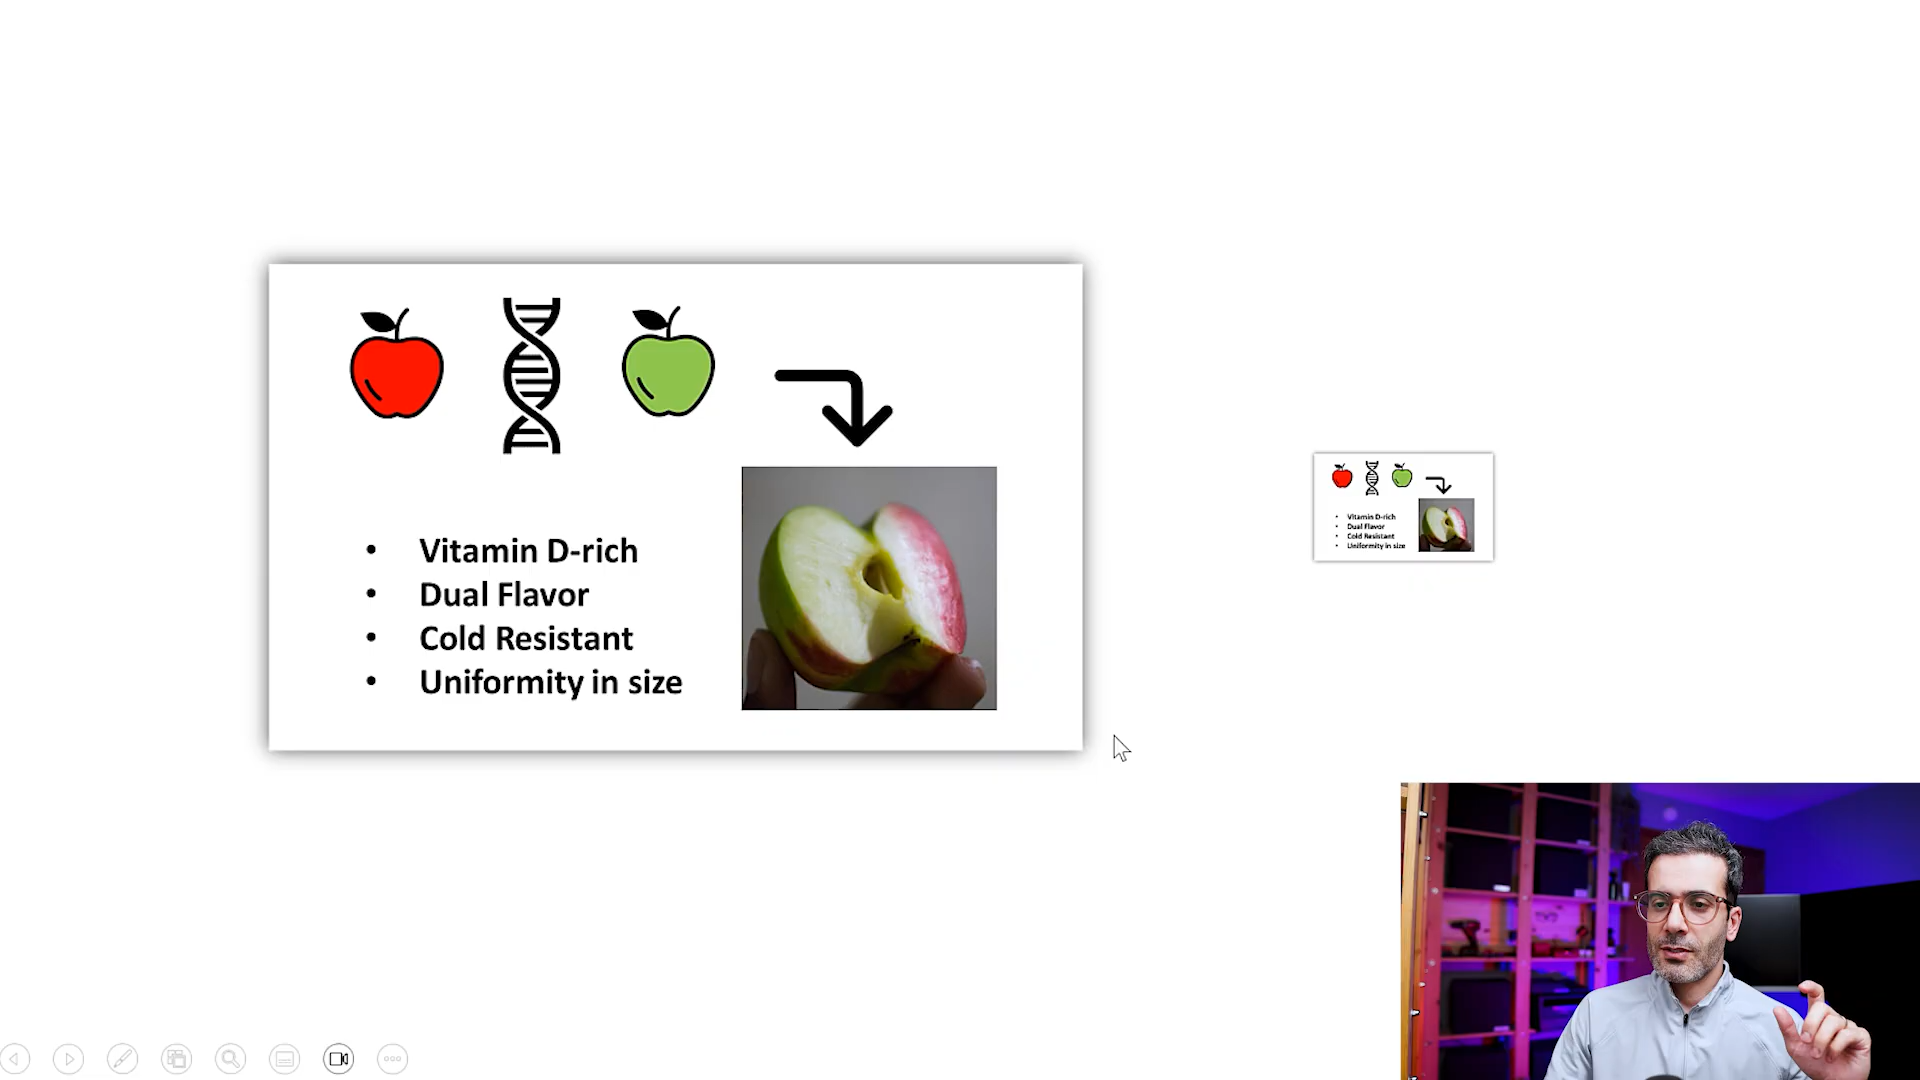 • Vitamin D-rich
• Dual Flavor
• Cold Resistant
• Uniformity in size
• Vitamin D-rich
• Dual Flavor
• Cold Resistant
• Uniformity in size